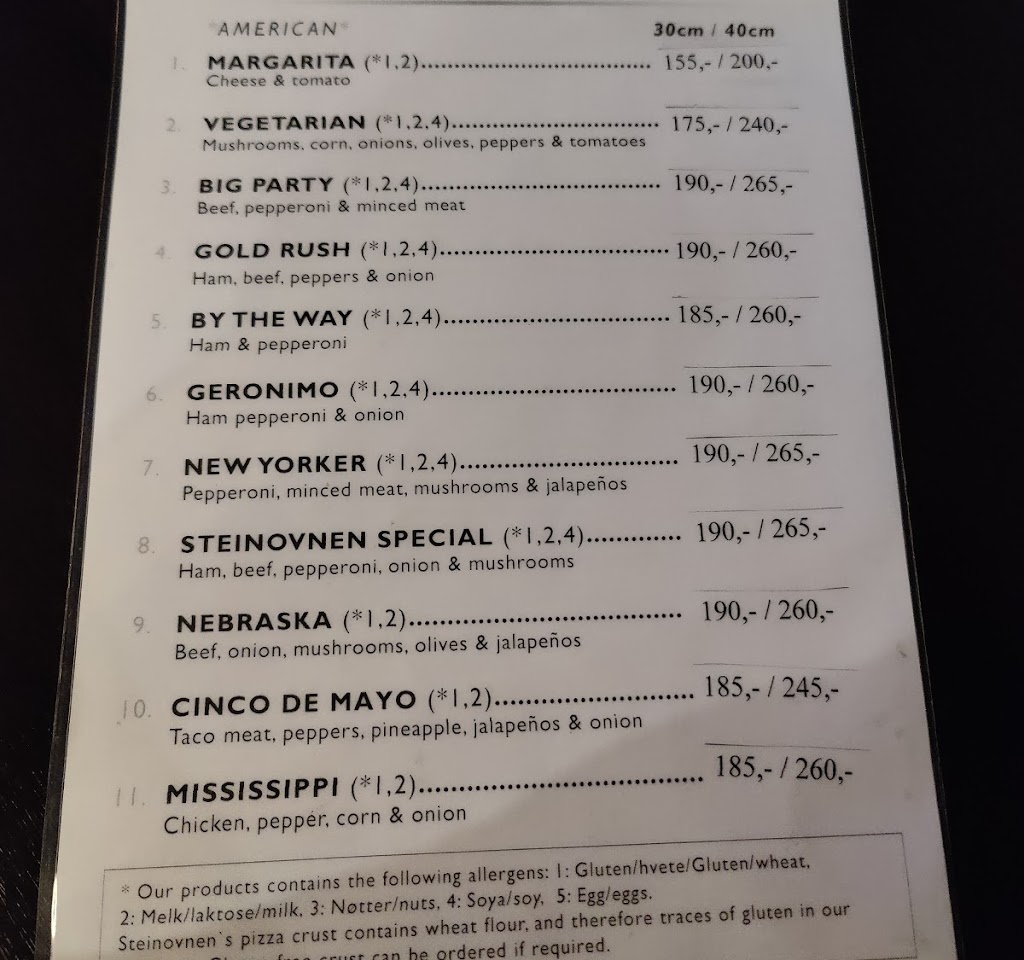 *AMERICAN* 30cm / 40cm
1. MARGARITA (*1,2)................................ 155,- / 200,-
Cheese & tomato
2. VEGETARIAN (*1,2,4)................................ 175,- / 240,-
Mushrooms, corn, onions, olives, peppers & tomatoes
3. BIG PARTY (*1,2,4)................................ 190,- / 265,-
Beef, pepperoni & minced meat
4. GOLD RUSH (*1,2,4)................................ 190,- / 260,-
Ham, beef, peppers & onion
5. BY THE WAY (*1,2,4)................................ 185,- / 260,-
Ham & pepperoni
6. GERONIMO (*1,2,4)................................ 190,- / 260,-
Ham pepperoni & onion
7. NEW YORKER (*1,2,4)............................... 190,- / 265,-
Pepperoni, minced meat, mushrooms & jalapeños
8. STEINOVNEN SPECIAL (*1,2,4)............. 190,- / 265,-
Ham, beef, pepperoni, onion & mushrooms
9. NEBRASKA (*1,2)................................ 190,- / 260,-
Beef, onion, mushrooms, olives & jalapeños
10. CINCO DE MAYO (*1,2)........................ 185,- / 245,-
Taco meat, peppers, pineapple, jalapeños & onion
11. MISSISSIPPI (*1,2)................................ 185,- / 260,-
Chicken, pepper, corn & onion
* Our products contains the following allergens: 1: Gluten/hvete/Gluten/wheat,
2: Melk/laktose/milk, 3: Nøtter/nuts, 4: Soya/soy, 5: Egg/eggs.
Steinovnen`s pizza crust contains wheat flour, and therefore traces of gluten in our
crust can be ordered if required.